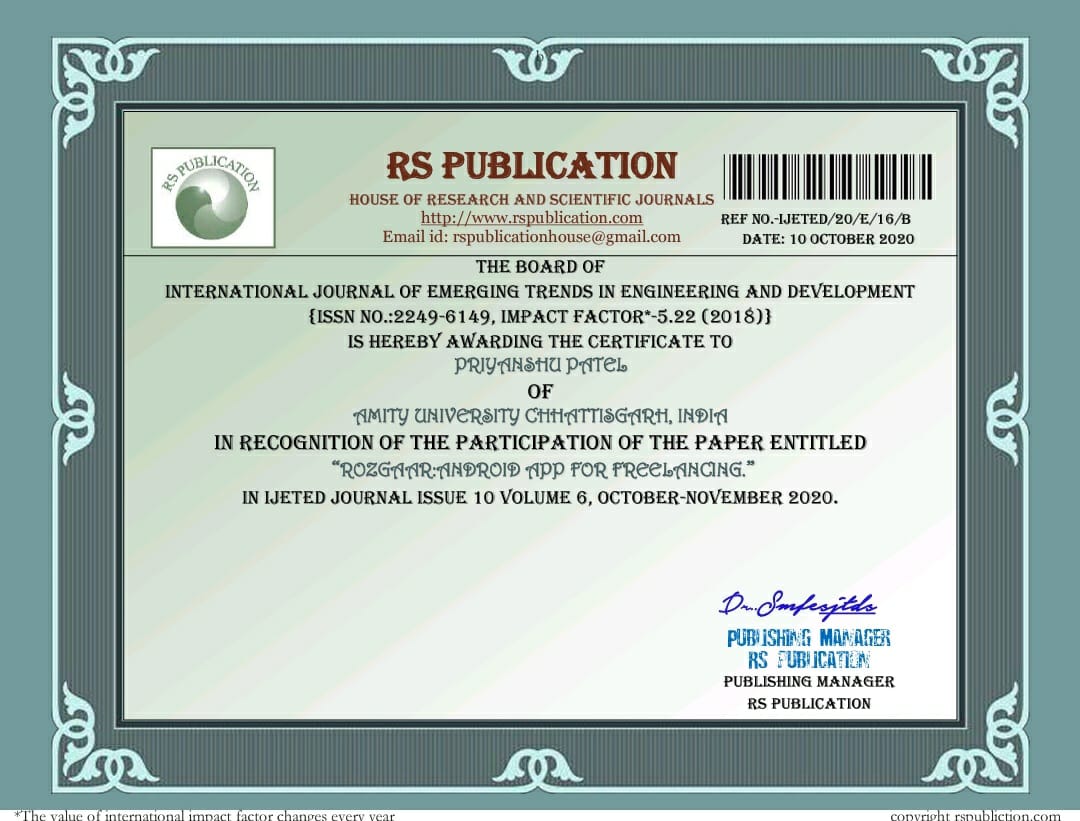 RS PUBLICATION
RS PUBLICATION
HOUSE OF RESEARCH AND SCIENTIFIC JOURNALS
http://www.rspublication.com
Email id: rspublicationhouse@gmail.com
REF NO.-IJETED/20/E/16/B
DATE: 10 OCTOBER 2020
THE BOARD OF
INTERNATIONAL JOURNAL OF EMERGING TRENDS IN ENGINEERING AND DEVELOPMENT
{ISSN NO.:2249-6149, IMPACT FACTOR*-5.22 (2018)}
IS HEREBY AWARDING THE CERTIFICATE TO
PRIYANSHU PATEL
OF
AMITY UNIVERSITY CHHATTISGARH, INDIA
IN RECOGNITION OF THE PARTICIPATION OF THE PAPER ENTITLED
“ROZGAAR:ANDROID APP FOR FREELANCING.”
IN IJETED JOURNAL ISSUE 10 VOLUME 6, OCTOBER-NOVEMBER 2020.
PUBLISHING MANAGER
RS PUBLICATION
PUBLISHING MANAGER
RS PUBLICATION
*The value of international impact factor changes every year
copyright rspubliction.com